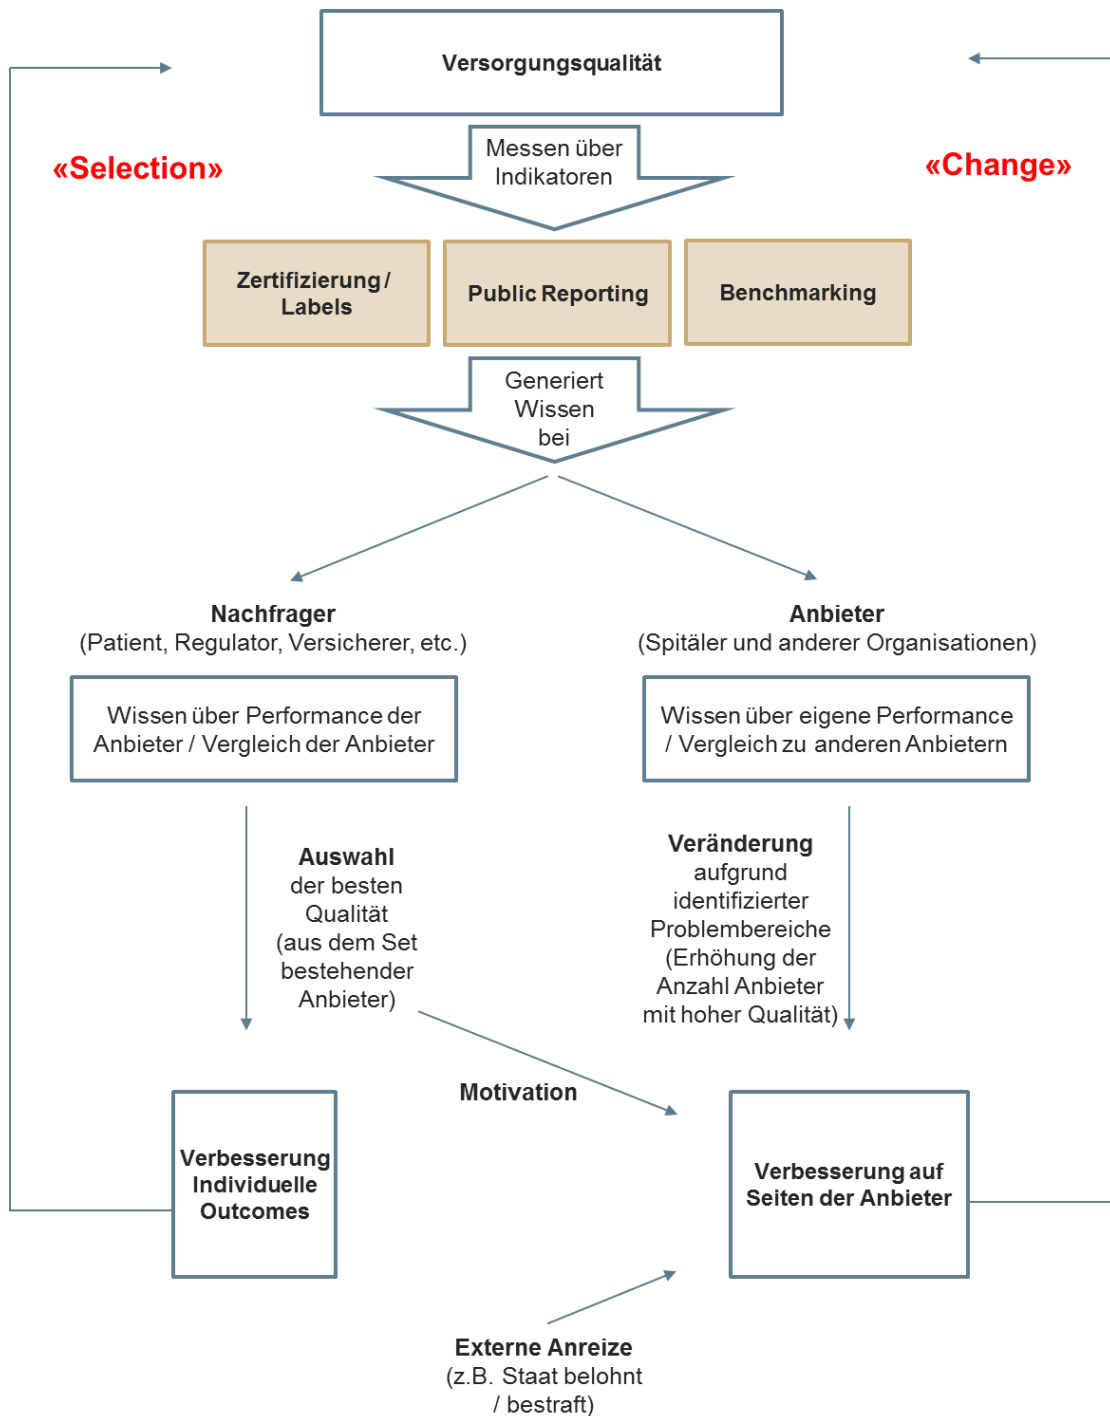 Versorgungsqualität
«Selection»
Messen über
Indikatoren
«Change»
Zertifizierung /
Labels
Public Reporting
Benchmarking
Generiert
Wissen
bei
Nachfrager
(Patient, Regulator, Versicherer, etc.)
Anbieter
(Spitäler und anderer Organisationen)
Wissen über Performance der
Anbieter / Vergleich der Anbieter
Wissen über eigene Performance
/ Vergleich zu anderen Anbietern
Auswahl
der besten
Qualität
(aus dem Set
bestehender
Anbieter)
Veränderung
aufgrund
identifizierter
Problembereiche
(Erhöhung der
Anzahl Anbieter
mit hoher Qualität)
Motivation
Verbesserung
Individuelle
Outcomes
Verbesserung auf
Seiten der Anbieter
Externe Anreize
(z.B. Staat belohnt
/ bestraft)